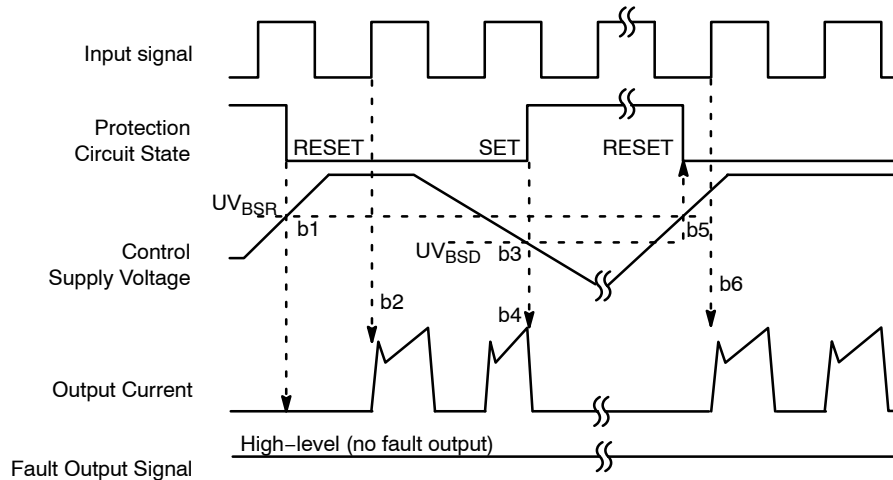 Input signal
Protection
Circuit State
RESET
SET
RESET
UVBSR
b1
b5
Control
Supply Voltage
UVBSD
b3
b6
b2
b4
Output Current
High−level (no fault output)
Fault Output Signal